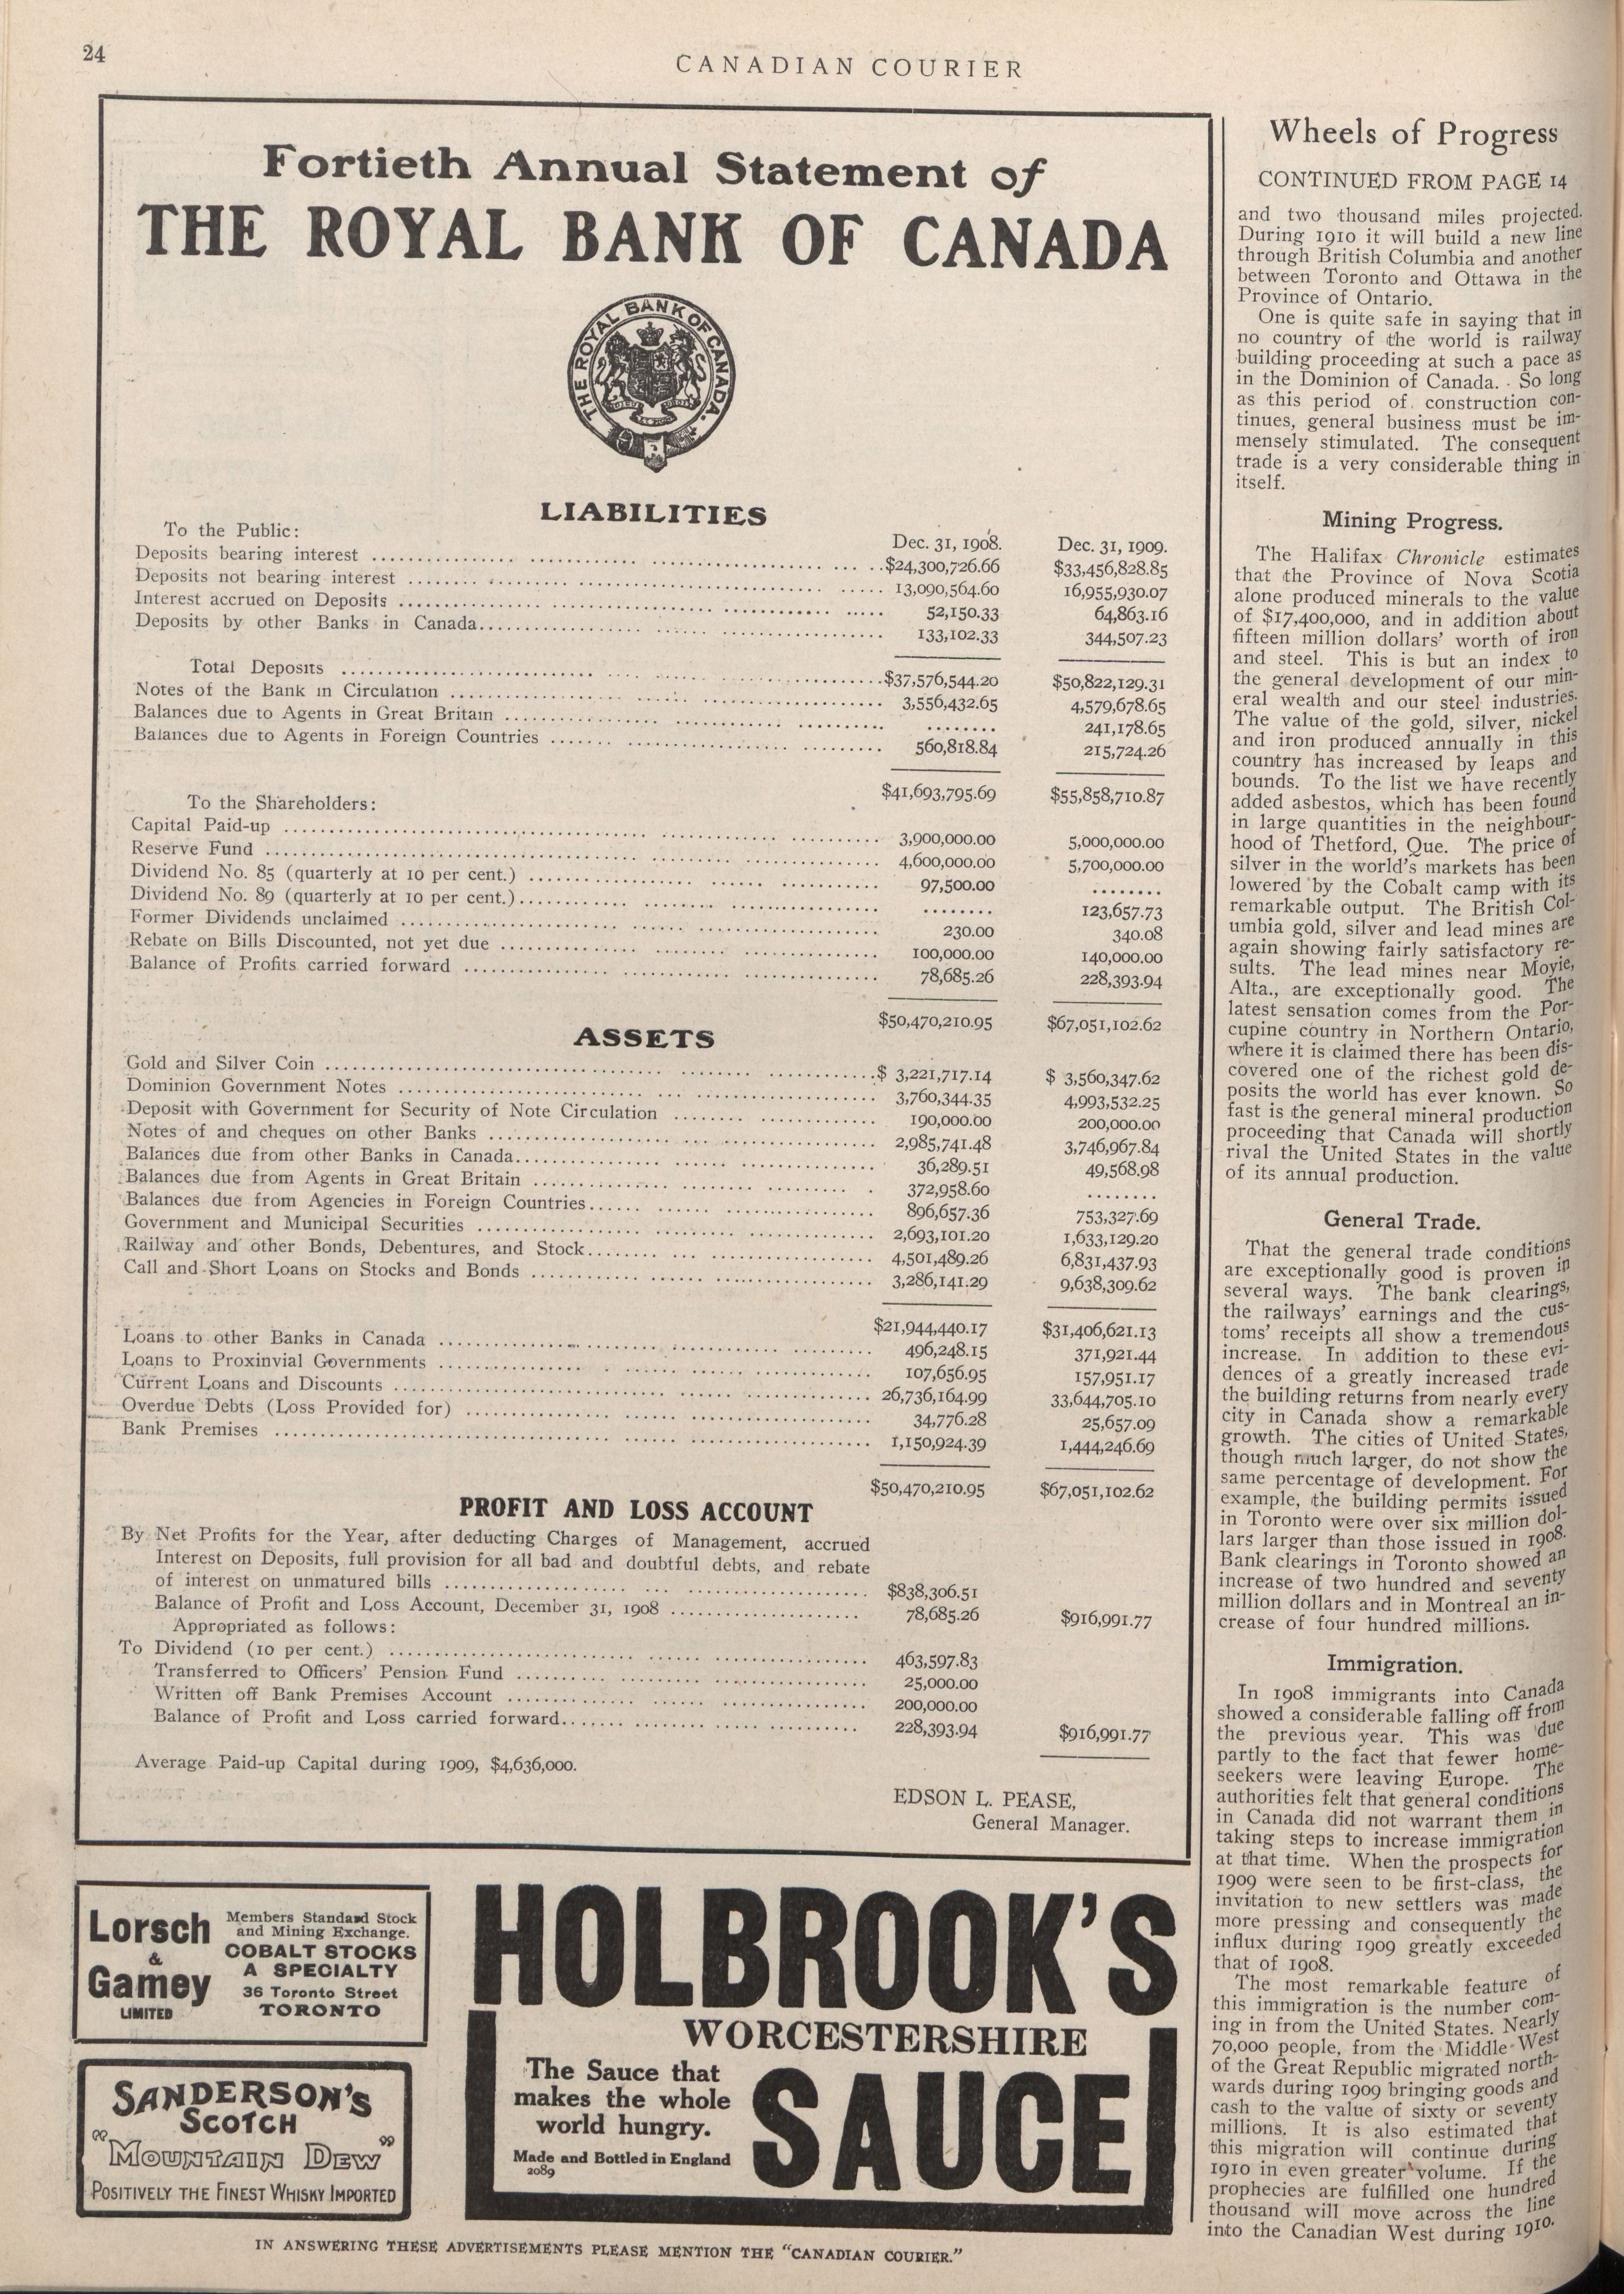 24
CANADIAN COURIER
Fortieth Annual Statement of
THE ROYAL BANK OF CANADA
THE ROYAL BANK OF CANADA.
LIABILITIES
To the Public: Dec. 31, 1908. Dec. 31, 1909.
Deposits bearing interest $24,300,726.66 $33,456,828.85
Deposits not bearing interest 13,090,564.60 16,955,930.07
Interest accrued on Deposits 52,150.33 64,863.16
Deposits by other Banks in Canada 133,102.33 344,507.23
Total Deposits $37,576,544.20 $50,822,129.31
Notes of the Bank in Circulation 3,556,432.65 4,579,678.65
Balances due to Agents in Great Britain ........ 241,178.65
Balances due to Agents in Foreign Countries 560,818.84 215,724.26
$41,693,795.69 $55,858,710.87
To the Shareholders:
Capital Paid-up 3,900,000.00 5,000,000.00
Reserve Fund 4,600,000.00 5,700,000.00
Dividend No. 85 (quarterly at 10 per cent.) 97,500.00 ........
Dividend No. 89 (quarterly at 10 per cent.) ........ 123,657.73
Former Dividends unclaimed 230.00 340.08
Rebate on Bills Discounted, not yet due 100,000.00 140,000.00
Balance of Profits carried forward 78,685.26 228,393.94
$50,470,210.95 $67,051,102.62
ASSETS
Gold and Silver Coin $ 3,221,717.14 $ 3,560,347.62
Dominion Government Notes 3,760,344.35 4,993,532.25
Deposit with Government for Security of Note Circulation 190,000.00 200,000.00
Notes of and cheques on other Banks 2,985,741.48 3,746,967.84
Balances due from other Banks in Canada 36,289.51 49,568.98
Balances due from Agents in Great Britain 372,958.60 ........
Balances due from Agencies in Foreign Countries 896,657.36 753,327.69
Government and Municipal Securities 2,693,101.20 1,633,129.20
Railway and other Bonds, Debentures, and Stock 4,501,489.26 6,831,437.93
Call and Short Loans on Stocks and Bonds 3,286,141.29 9,638,309.62
$21,944,440.17 $31,406,621.13
Loans to other Banks in Canada 496,248.15 371,921.44
Loans to Proxinvial Governments 107,656.95 157,951.17
Current Loans and Discounts 26,736,164.99 33,644,705.10
Overdue Debts (Loss Provided for) 34,776.28 25,657.09
Bank Premises 1,150,924.39 1,444,246.69
$50,470,210.95 $67,051,102.62
PROFIT AND LOSS ACCOUNT
By Net Profits for the Year, after deducting Charges of Management, accrued
Interest on Deposits, full provision for all bad and doubtful debts, and rebate
of interest on unmatured bills $838,306.51
Balance of Profit and Loss Account, December 31, 1908 78,685.26 $916,991.77
Appropriated as follows:
To Dividend (10 per cent.) 463,597.83
Transferred to Officers' Pension Fund 25,000.00
Written off Bank Premises Account 200,000.00
Balance of Profit and Loss carried forward 228,393.94 $916,991.77
Average Paid-up Capital during 1909, $4,636,000.
EDSON L. PEASE,
General Manager.
Lorsch
&
Gamey
LIMITED
Members Standard Stock
and Mining Exchange.
COBALT STOCKS
A SPECIALTY
36 Toronto Street
TORONTO
SANDERSON'S
SCOTCH
"MOUNTAIN DEW"
POSITIVELY THE FINEST WHISKY IMPORTED
HOLBROOK'S
WORCESTERSHIRE
The Sauce that
makes the whole
world hungry.
Made and Bottled in England
2089
SAUCE
Wheels of Progress
CONTINUED FROM PAGE 14
and two thousand miles projected.
During 1910 it will build a new line
through British Columbia and another
between Toronto and Ottawa in the
Province of Ontario.
One is quite safe in saying that in
no country of the world is railway
building proceeding at such a pace as
in the Dominion of Canada. So long
as this period of construction con-
tinues, general business must be im-
mensely stimulated. The consequent
trade is a very considerable thing in
itself.
Mining Progress.
The Halifax Chronicle estimates
that the Province of Nova Scotia
alone produced minerals to the value
of $17,400,000, and in addition about
fifteen million dollars' worth of iron
and steel. This is but an index to
the general development of our min-
eral wealth and our steel industries.
The value of the gold, silver, nickel
and iron produced annually in this
country has increased by leaps and
bounds. To the list we have recently
added asbestos, which has been found
in large quantities in the neighbour-
hood of Thetford, Que. The price of
silver in the world's markets has been
lowered by the Cobalt camp with its
remarkable output. The British Col-
umbia gold, silver and lead mines are
again showing fairly satisfactory re-
sults. The lead mines near Moyie,
Alta., are exceptionally good. The
latest sensation comes from the Por-
cupine country in Northern Ontario,
where it is claimed there has been dis-
covered one of the richest gold de-
posits the world has ever known. So
fast is the general mineral production
proceeding that Canada will shortly
rival the United States in the value
of its annual production.
General Trade.
That the general trade conditions
are exceptionally good is proven in
several ways. The bank clearings,
the railways' earnings and the cus-
toms' receipts all show a tremendous
increase. In addition to these evi-
dences of a greatly increased trade
the building returns from nearly every
city in Canada show a remarkable
growth. The cities of United States,
though much larger, do not show the
same percentage of development. For
example, the building permits issued
in Toronto were over six million dol-
lars larger than those issued in 1908.
Bank clearings in Toronto showed an
increase of two hundred and seventy
million dollars and in Montreal an in-
crease of four hundred millions.
Immigration.
In 1908 immigrants into Canada
showed a considerable falling off from
the previous year. This was due
partly to the fact that fewer home-
seekers were leaving Europe. The
authorities felt that general conditions
in Canada did not warrant them in
taking steps to increase immigration
at that time. When the prospects for
1909 were seen to be first-class, the
invitation to new settlers was made
more pressing and consequently the
influx during 1909 greatly exceeded
that of 1908.
The most remarkable feature of
this immigration is the number com-
ing in from the United States. Nearly
70,000 people, from the Middle West
of the Great Republic migrated north-
wards during 1909 bringing goods and
cash to the value of sixty or seventy
millions. It is also estimated that
this migration will continue during
1910 in even greater volume. If the
prophecies are fulfilled one hundred
thousand will move across the line
into the Canadian West during 1910.
IN ANSWERING THESE ADVERTISEMENTS PLEASE MENTION THE "CANADIAN COURIER."